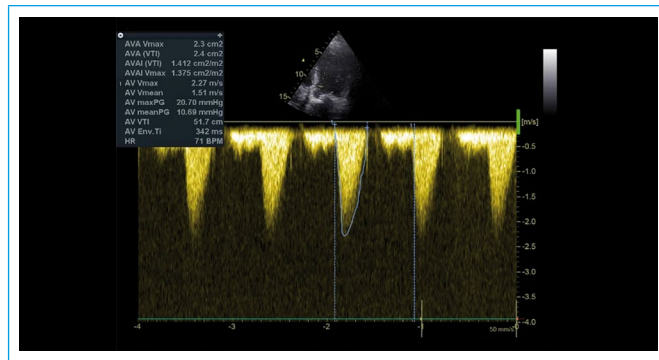 AVA Vmax 2.3 cm2
AVA (VTI) 2.4 cm2
AVAI (VTI) 1.412 cm2/m2
AVAI Vmax 1.375 cm2/m2
AV Vmax 2.27 m/s
AV Vmean 1.51 m/s
AV maxPG 20.70 mmHg
AV meanPG 10.69 mmHg
AV VTI 51.7 cm
AV Env.Ti 342 ms
HR 71 BPM
5
10
15
[m/s]
-0.5
-1.0
-1.5
-2.0
-2.5
-3.0
-3.5
-4.0
-4 -3 -2 -1 0
50 mm/s